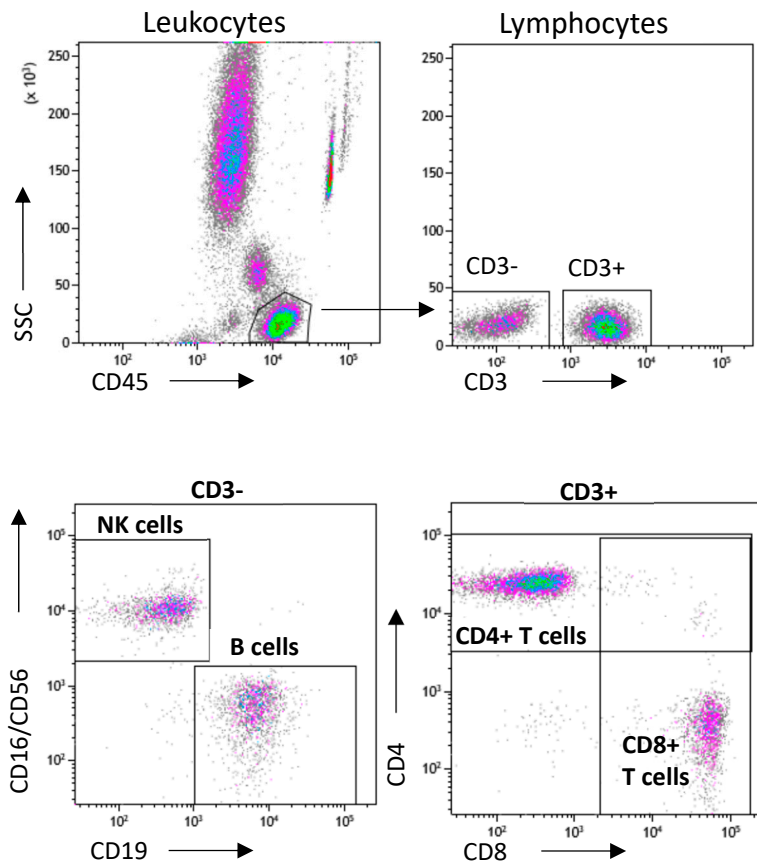 Leukocytes
Lymphocytes
(x 10³)
250
200
150
100
50
0
SSC
10²
10³
10⁴
10⁵
CD45
250
200
150
100
50
0
CD3-
CD3+
10²
10³
10⁴
10⁵
CD3
CD3-
NK cells
B cells
10⁵
10⁴
10³
10²
CD16/CD56
10²
10³
10⁴
10⁵
CD19
CD3+
CD4+ T cells
CD8+
T cells
10⁵
10⁴
10³
10²
CD4
10²
10³
10⁴
10⁵
CD8